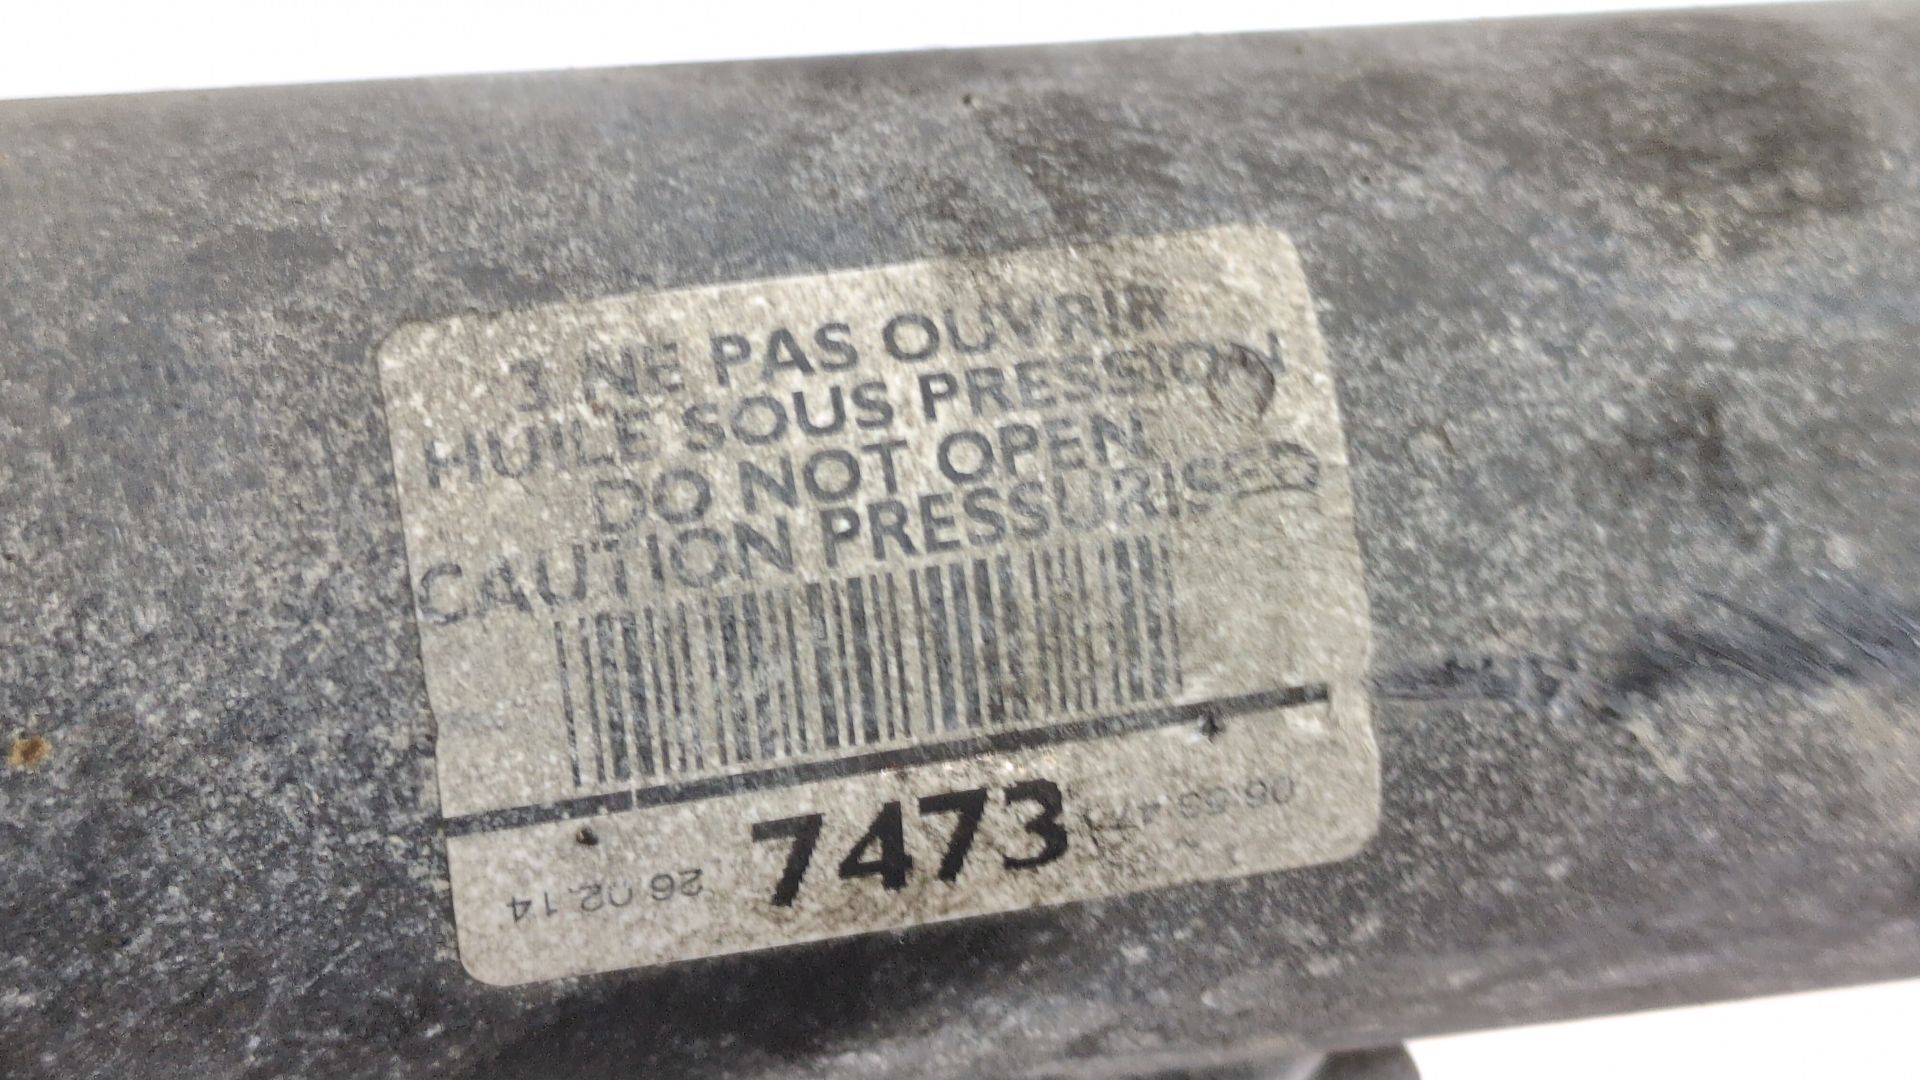 3 NE PAS OUVRIR
HUILE SOUS PRESSION
DO NOT OPEN
CAUTION PRESSURISED
26.02.14 7473